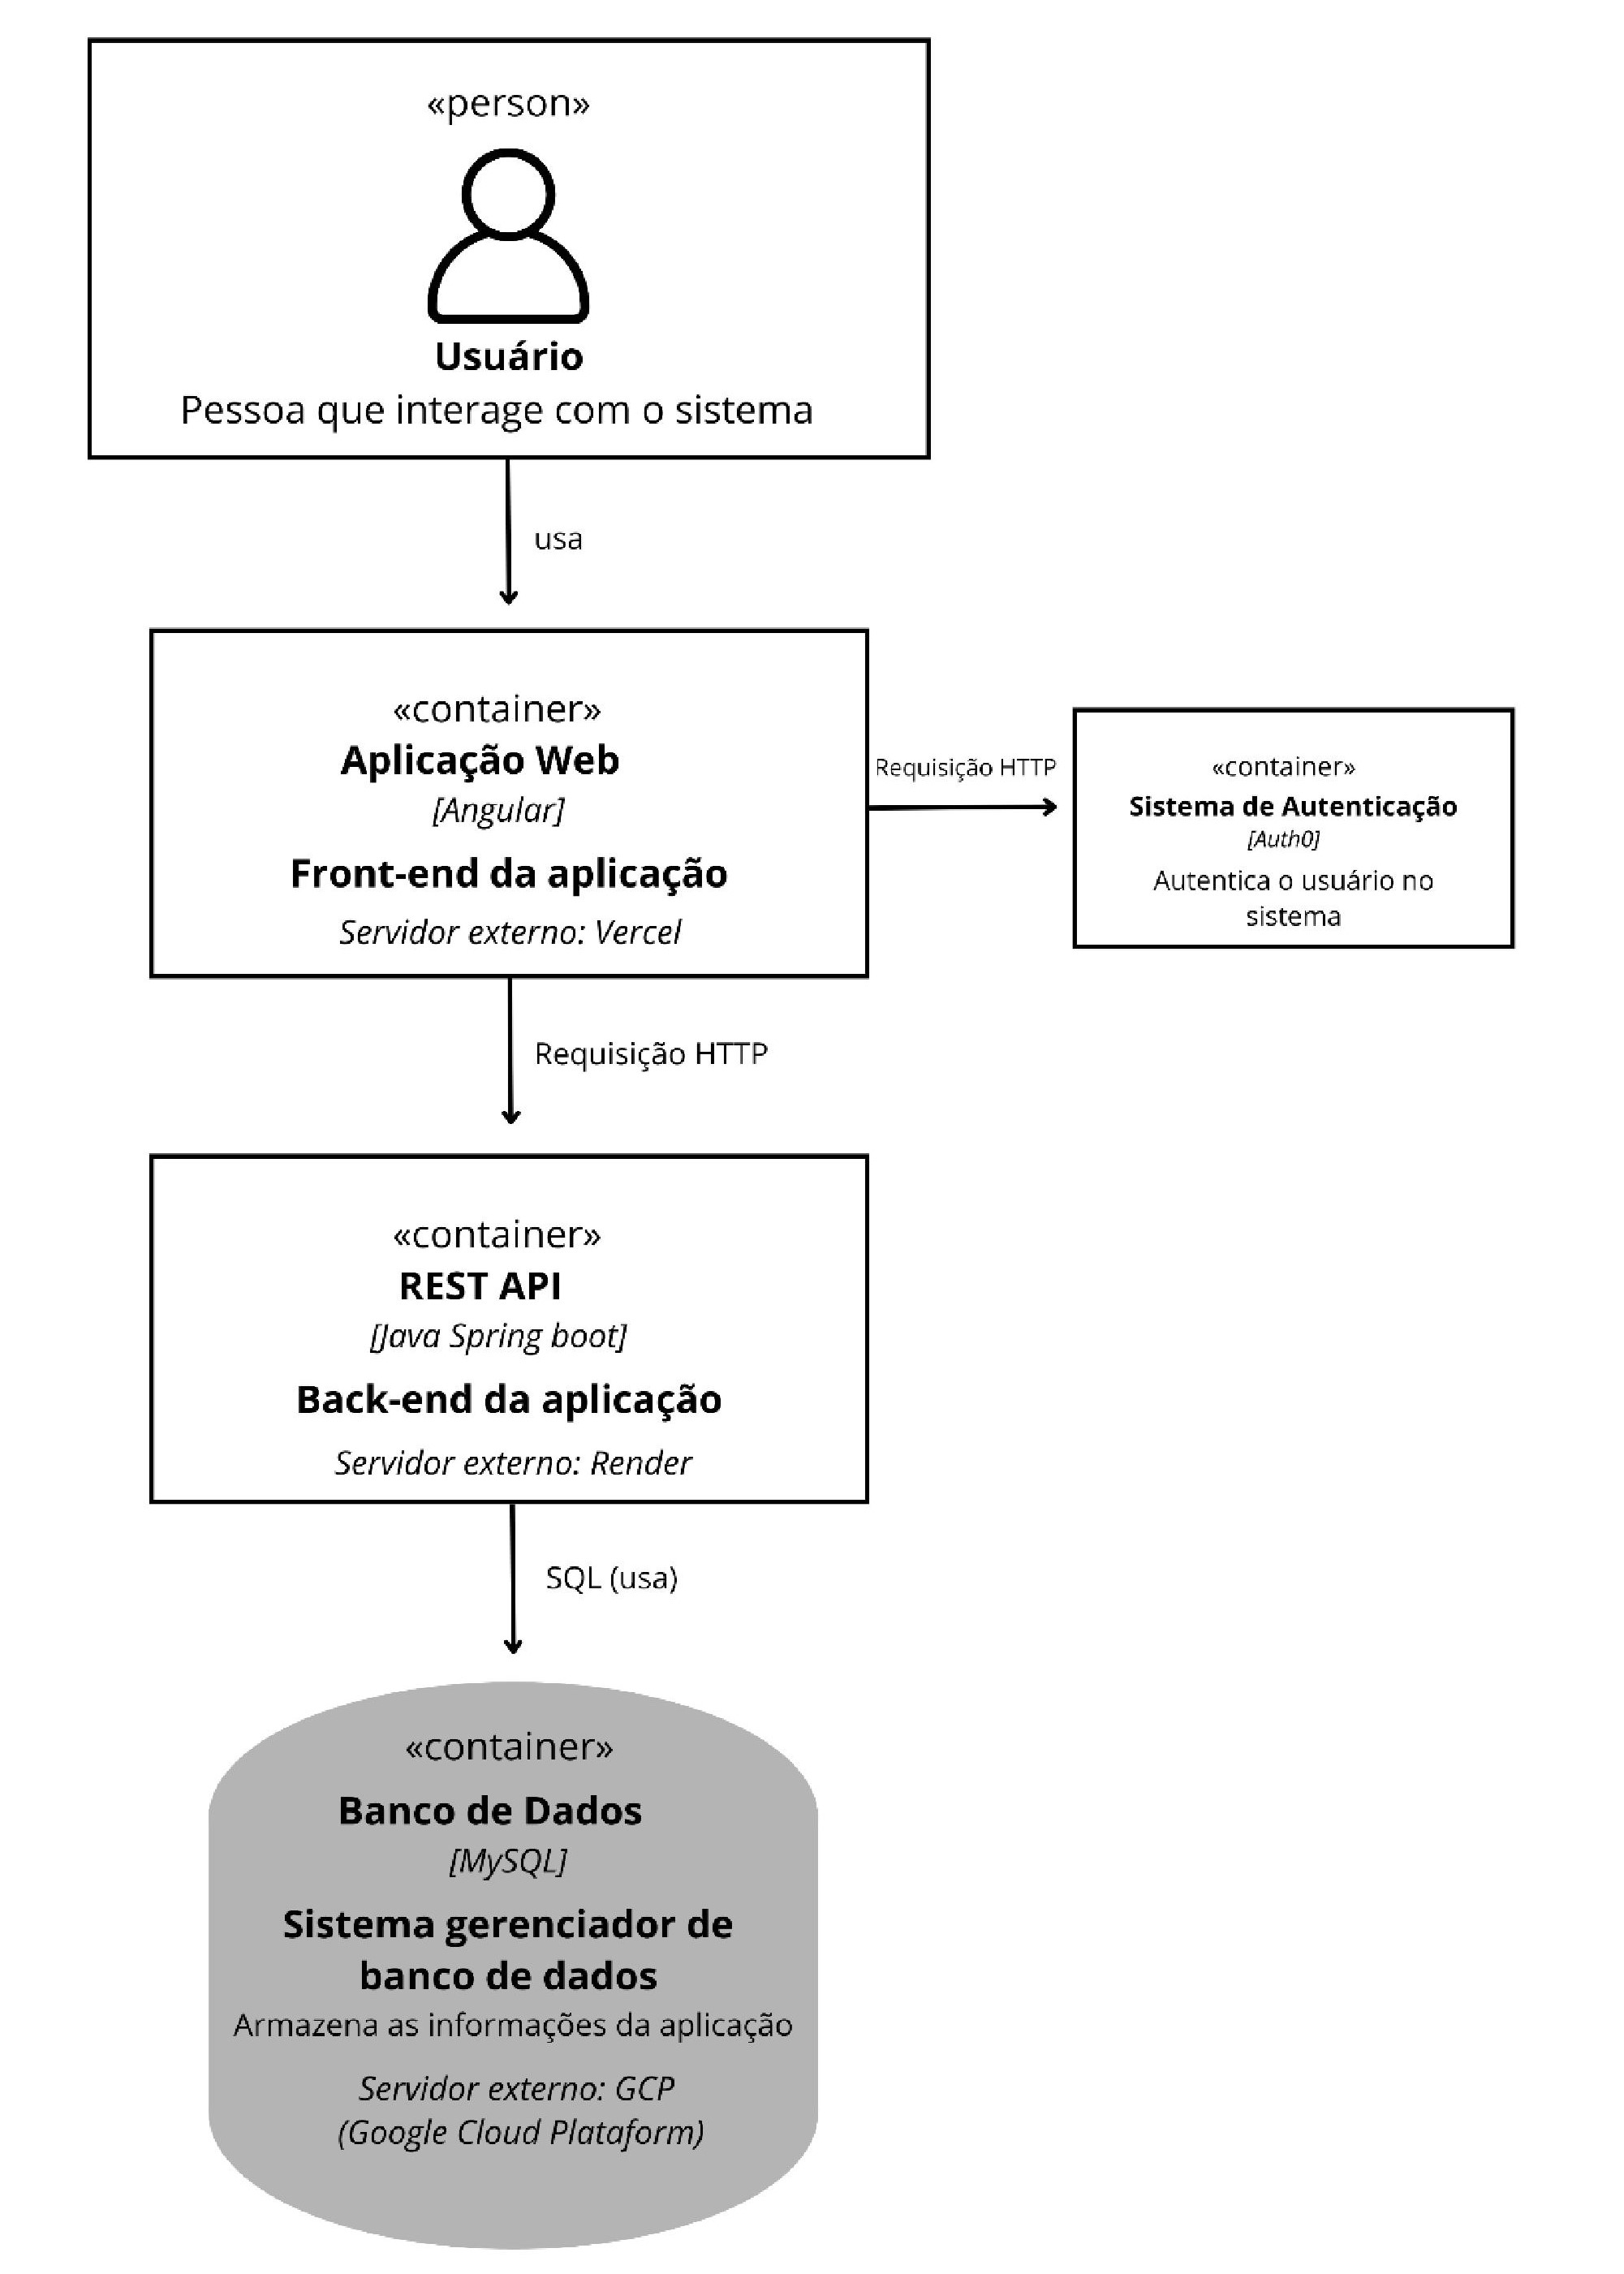 «person»
Usuário
Pessoa que interage com o sistema
usa
«container»
Aplicação Web
[Angular]
Front-end da aplicação
Servidor externo: Vercel
Requisição HTTP
«container»
Sistema de Autenticação
[Auth0]
Autentica o usuário no
sistema
Requisição HTTP
«container»
REST API
[Java Spring boot]
Back-end da aplicação
Servidor externo: Render
SQL (usa)
«container»
Banco de Dados
[MySQL]
Sistema gerenciador de
banco de dados
Armazena as informações da aplicação
Servidor externo: GCP
(Google Cloud Plataform)